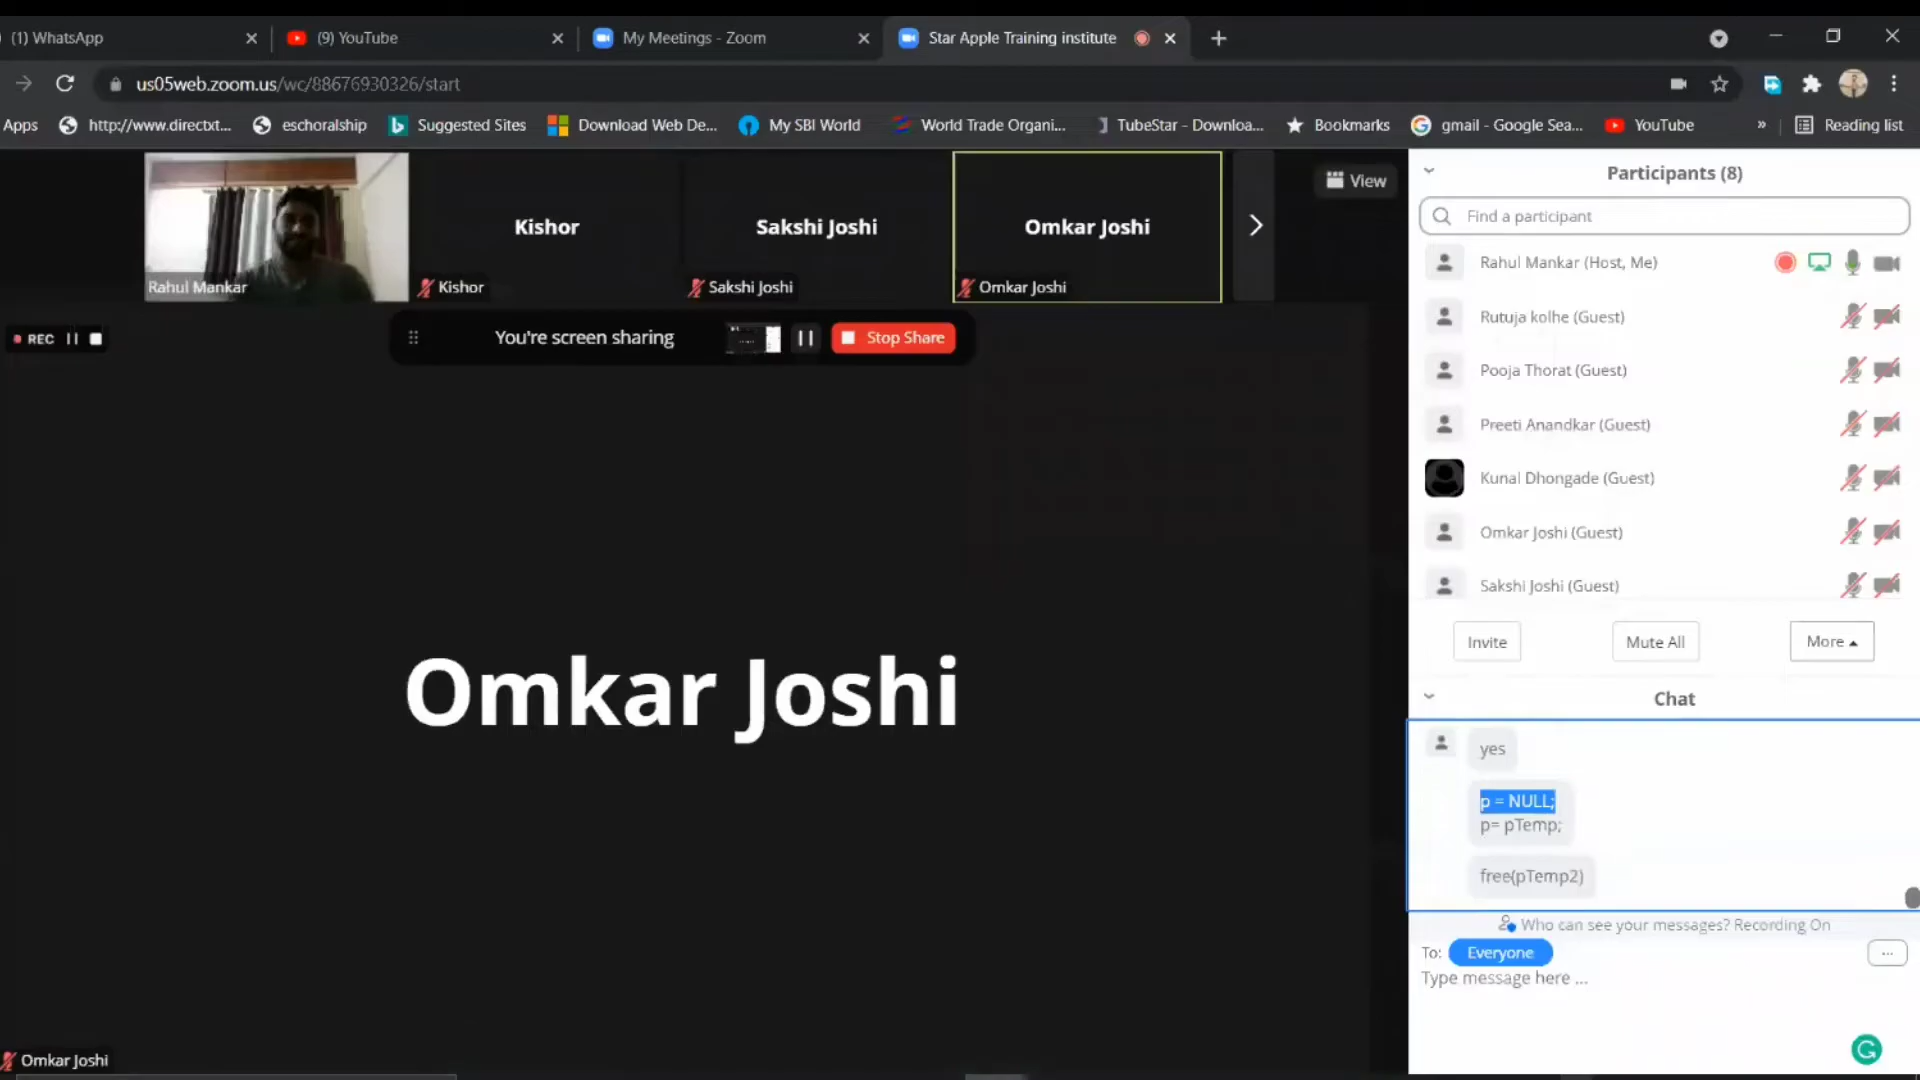 (1) WhatsApp
(9) YouTube
My Meetings - Zoom
Star Apple Training institute
us05web.zoom.us/wc/88676930326/start
Apps
http://www.directxt...
eschoralship
Suggested Sites
Download Web De...
My SBI World
World Trade Organi...
TubeStar - Downloa...
Bookmarks
gmail - Google Sea...
YouTube
»
Reading list
Rahul Mankar
Kishor
Kishor
Sakshi Joshi
Sakshi Joshi
Omkar Joshi
Omkar Joshi
View
REC
You're screen sharing
Stop Share
Omkar Joshi
Omkar Joshi
Participants (8)
Find a participant
Rahul Mankar (Host, Me)
Rutuja kolhe (Guest)
Pooja Thorat (Guest)
Preeti Anandkar (Guest)
Kunal Dhongade (Guest)
Omkar Joshi (Guest)
Sakshi Joshi (Guest)
Invite
Mute All
More
Chat
yes
p = NULL;
p= pTemp;
free(pTemp2)
Who can see your messages? Recording On
To: Everyone
...
Type message here ...